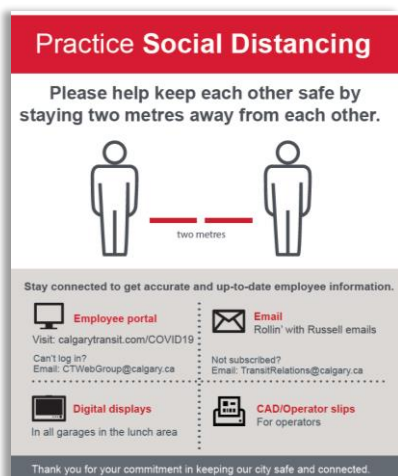 Practice Social Distancing
Please help keep each other safe by
staying two metres away from each other.
two metres
Stay connected to get accurate and up-to-date employee information.
Employee portal
Visit: calgarytransit.com/COVID19
Can't log in?
Email: CTWebGroup@calgary.ca
Email
Rollin' with Russell emails
Not subscribed?
Email: TransitRelations@calgary.ca
Digital displays
In all garages in the lunch area
CAD/Operator slips
For operators
Thank you for your commitment in keeping our city safe and connected.